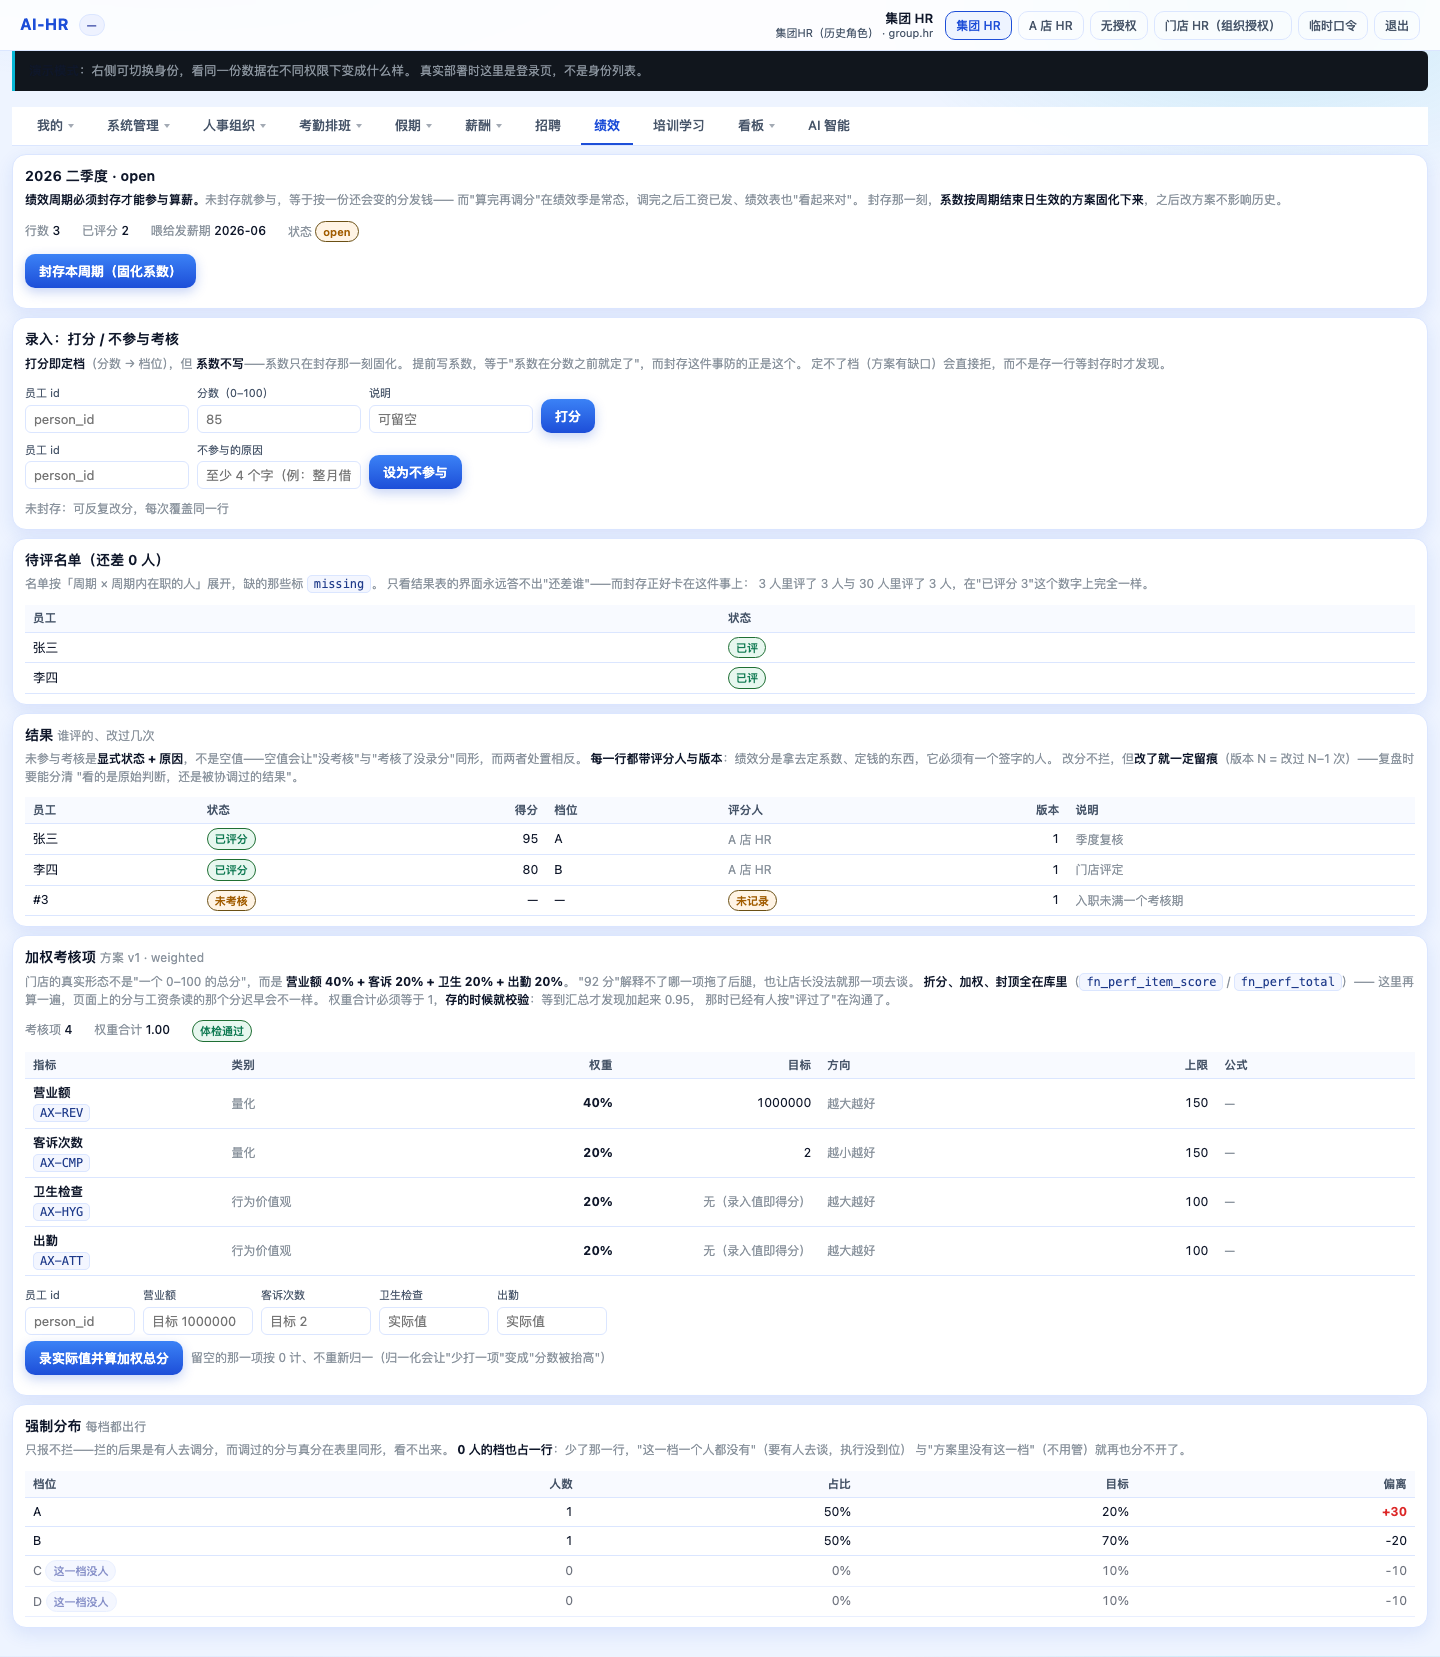 AI-HR —
集团 HR
集团HR（历史角色） · group.hr
集团 HR A 店 HR 无授权 门店 HR（组织授权） 临时口令 退出
：右侧可切换身份，看同一份数据在不同权限下变成什么样。 真实部署时这里是登录页，不是身份列表。
我的 系统管理 人事组织 考勤排班 假期 薪酬 招聘 绩效 培训学习 看板 AI 智能
2026 二季度 · open
绩效周期必须封存才能参与算薪。未封存就参与，等于按一份还会变的分发钱—— 而"算完再调分"在绩效季是常态，调完之后工资已发、绩效表也"看起来对"。 封存那一刻，系数按周期结束日生效的方案固化下来，之后改方案不影响历史。
行数 3 已评分 2 喂给发薪期 2026-06 状态 open
封存本周期（固化系数）
录入：打分 / 不参与考核
打分即定档（分数 → 档位），但 系数不写——系数只在封存那一刻固化。 提前写系数，等于"系数在分数之前就定了"，而封存这件事防的正是这个。 定不了档（方案有缺口）会直接拒，而不是存一行等封存时才发现。
员工 id 分数（0–100） 说明
person_id 85 可留空 打分
员工 id 不参与的原因
person_id 至少 4 个字（例：整月借 设为不参与
未封存：可反复改分，每次覆盖同一行
待评名单（还差 0 人）
名单按「周期 × 周期内在职的人」展开，缺的那些标 missing 。 只看结果表的界面永远答不出"还差谁"——而封存正好卡在这件事上： 3 人里评了 3 人与 30 人里评了 3 人，在"已评分 3"这个数字上完全一样。
员工 状态
张三 已评
李四 已评
结果 谁评的、改过几次
未参与考核是显式状态 + 原因，不是空值——空值会让"没考核"与"考核了没录分"同形，而两者处置相反。 每一行都带评分人与版本：绩效分是拿去定系数、定钱的东西，它必须有一个签字的人。 改分不拦，但改了就一定留痕（版本 N = 改过 N−1 次）——复盘时
要能分清 "看的是原始判断，还是被协调过的结果"。
员工 状态 得分 档位 评分人 版本 说明
张三 已评分 95 A A 店 HR 1 季度复核
李四 已评分 80 B A 店 HR 1 门店评定
#3 未考核 — — 未记录 1 入职未满一个考核期
加权考核项 方案 v1 · weighted
门店的真实形态不是"一个 0–100 的总分"，而是 营业额 40% + 客诉 20% + 卫生 20% + 出勤 20%。 "92 分"解释不了哪一项拖了后腿，也让店长没法就那一项去谈。 折分、加权、封顶全在库里（ fn_perf_item_score / fn_perf_total ）—— 这里再
算一遍，页面上的分与工资条读的那个分迟早会不一样。 权重合计必须等于 1，存的时候就校验：等到汇总才发现加起来 0.95， 那时已经有人按"评过了"在沟通了。
考核项 4 权重合计 1.00 体检通过
指标 类别 权重 目标 方向 上限 公式
营业额
AX-REV 量化 40% 1000000 越大越好 150 —
客诉次数
AX-CMP 量化 20% 2 越小越好 150 —
卫生检查
AX-HYG 行为价值观 20% 无（录入值即得分） 越大越好 100 —
出勤
AX-ATT 行为价值观 20% 无（录入值即得分） 越大越好 100 —
员工 id 营业额 客诉次数 卫生检查 出勤
person_id 目标 1000000 目标 2 实际值 实际值
录实际值并算加权总分 留空的那一项按 0 计、不重新归一（归一化会让"少打一项"变成"分数被抬高"）
强制分布 每档都出行
只报不拦——拦的后果是有人去调分，而调过的分与真分在表里同形，看不出来。 0 人的档也占一行：少了那一行，"这一档一个人都没有"（要有人去谈，执行没到位） 与"方案里没有这一档"（不用管）就再也分不开了。
档位 人数 占比 目标 偏离
A 1 50% 20% +30
B 1 50% 70% -20
C 这一档没人 0 0% 10% -10
D 这一档没人 0 0% 10% -10